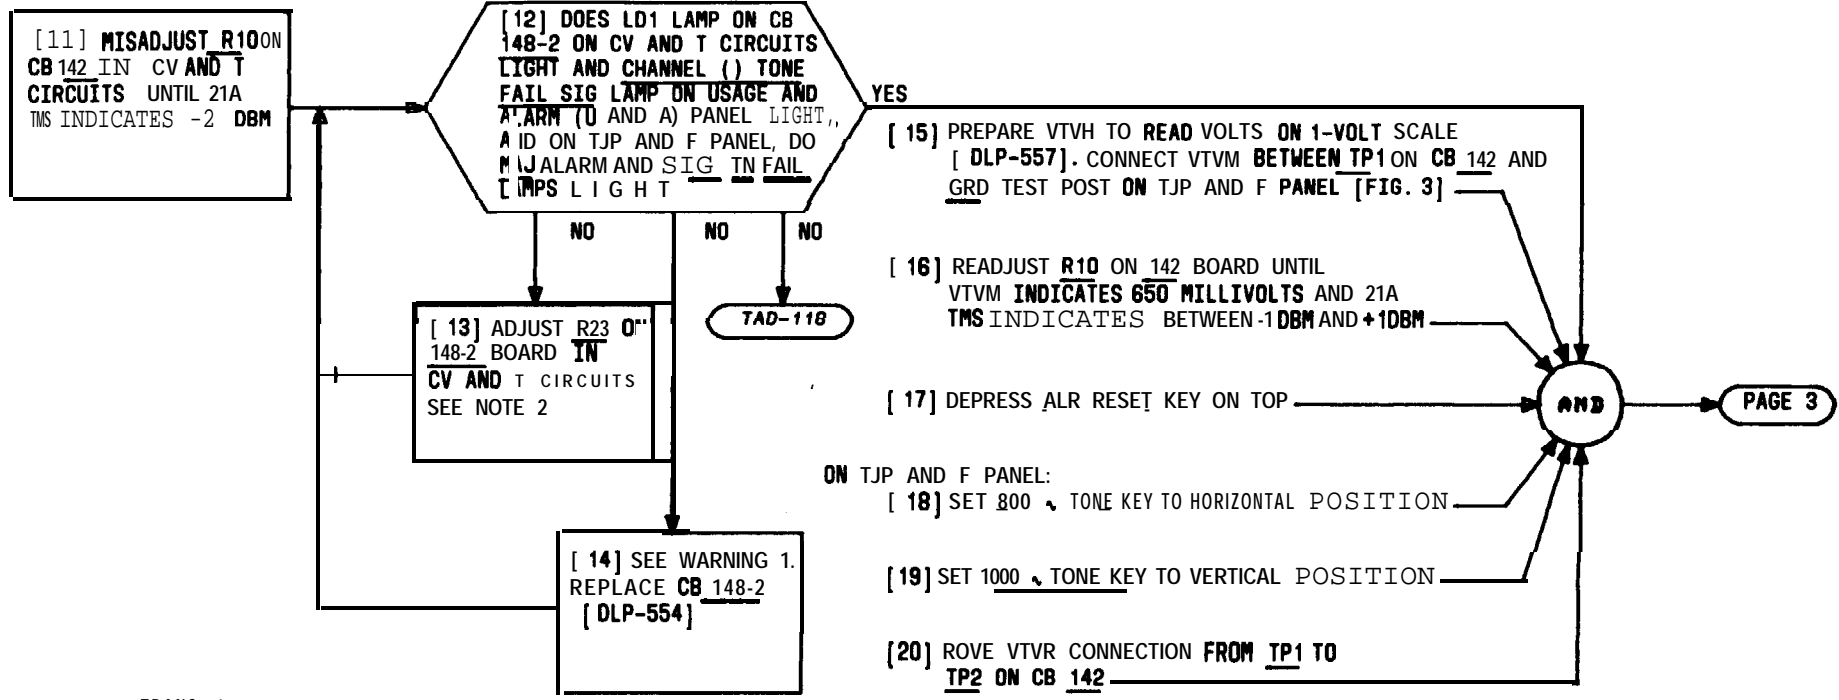 [11] MISADJUST R10 ON
CB 142 IN CV AND T
CIRCUITS UNTIL 21A
TMS INDICATES -2 DBM
[12] DOES LD1 LAMP ON CB
148-2 ON CV AND T CIRCUITS
LIGHT AND CHANNEL () TONE
FAIL SIG LAMP ON USAGE AND
ALARM (U AND A) PANEL LIGHT,
ON TJP AND F PANEL, DO
MAJ ALARM AND SIG TN FAIL
LIGHT
YES
NO
NO
NO
[13] ADJUST R23
148-2 BOARD IN
CV AND T CIRCUITS
SEE NOTE 2
TAD-118
[14] SEE WARNING 1.
REPLACE CB 148-2
[DLP-554]
[15] PREPARE VTVH TO READ VOLTS ON 1-VOLT SCALE
[DLP-557]. CONNECT VTVM BETWEEN TP1 ON CB 142 AND
GRD TEST POST ON TJP AND F PANEL [FIG. 3]
[16] READJUST R10 ON 142 BOARD UNTIL
VTVM INDICATES 650 MILLIVOLTS AND 21A
TMS INDICATES BETWEEN -1 DBM AND +1DBM
[17] DEPRESS ALR RESET KEY ON TOP
ON TJP AND F PANEL:
[18] SET 800 ~ TONE KEY TO HORIZONTAL POSITION
[19] SET 1000 ~ TONE KEY TO VERTICAL POSITION
[20] ROVE VTVR CONNECTION FROM TP1 TO
TP2 ON CB 142
AND
PAGE 3